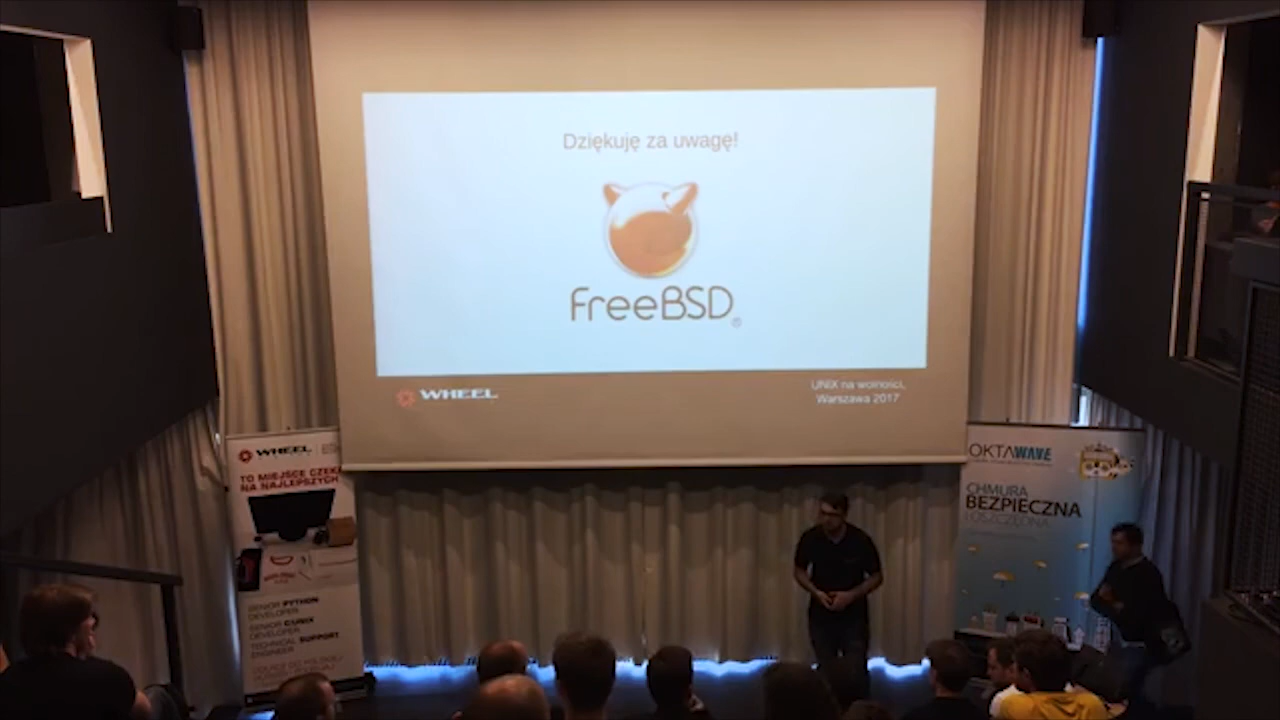 Dziękuję za uwagę!
FreeBSD®
WHEEL
UNIX na wolności,
Warszawa 2017
WHEEL
TO MIEJSCE CZEKA
NA NAJLEPSZYCH
SENIOR PYTHON
DEVELOPER
SENIOR C/UNIX
DEVELOPER
TECHNICAL SUPPORT
ENGINEER
OKTAWAVE
CHMURA
BEZPIECZNA
I OSZCZĘDNA